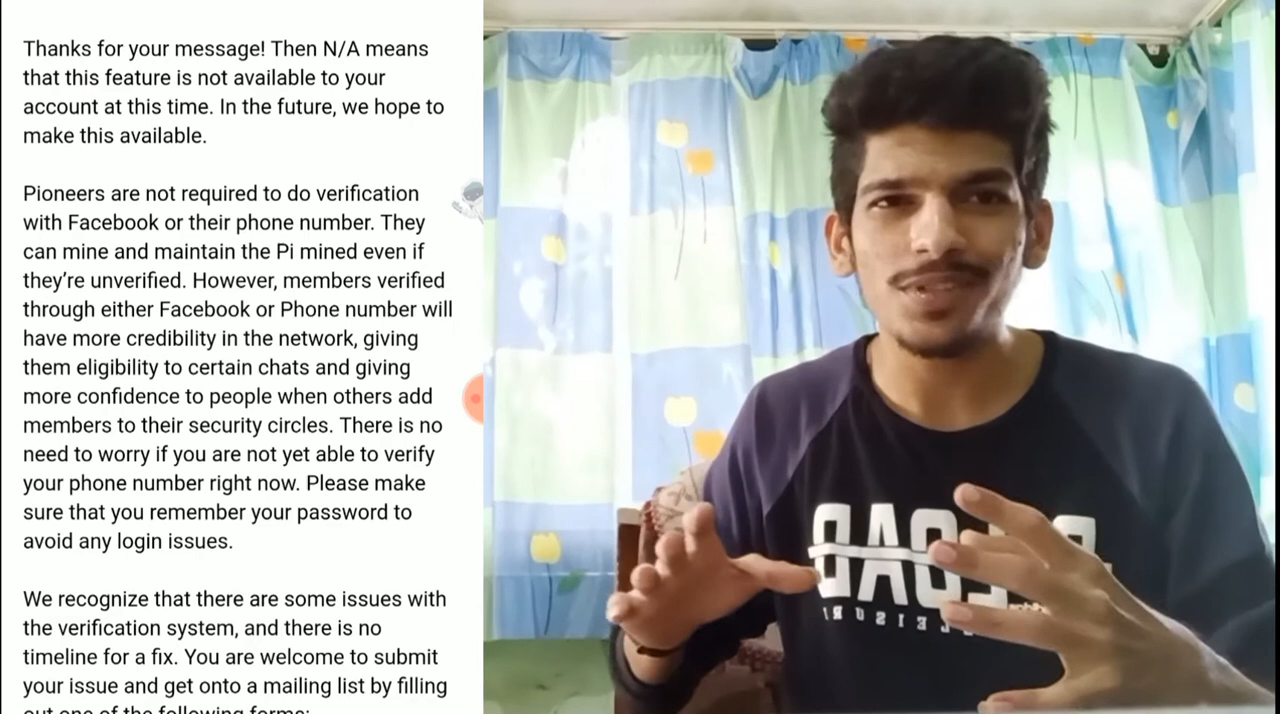 Thanks for your message! Then N/A means
that this feature is not available to your
account at this time. In the future, we hope to
make this available.
Pioneers are not required to do verification
with Facebook or their phone number. They
can mine and maintain the Pi mined even if
they’re unverified. However, members verified
through either Facebook or Phone number will
have more credibility in the network, giving
them eligibility to certain chats and giving
more confidence to people when others add
members to their security circles. There is no
need to worry if you are not yet able to verify
your phone number right now. Please make
sure that you remember your password to
avoid any login issues.
We recognize that there are some issues with
the verification system, and there is no
timeline for a fix. You are welcome to submit
your issue and get onto a mailing list by filling
out one of the following forms: